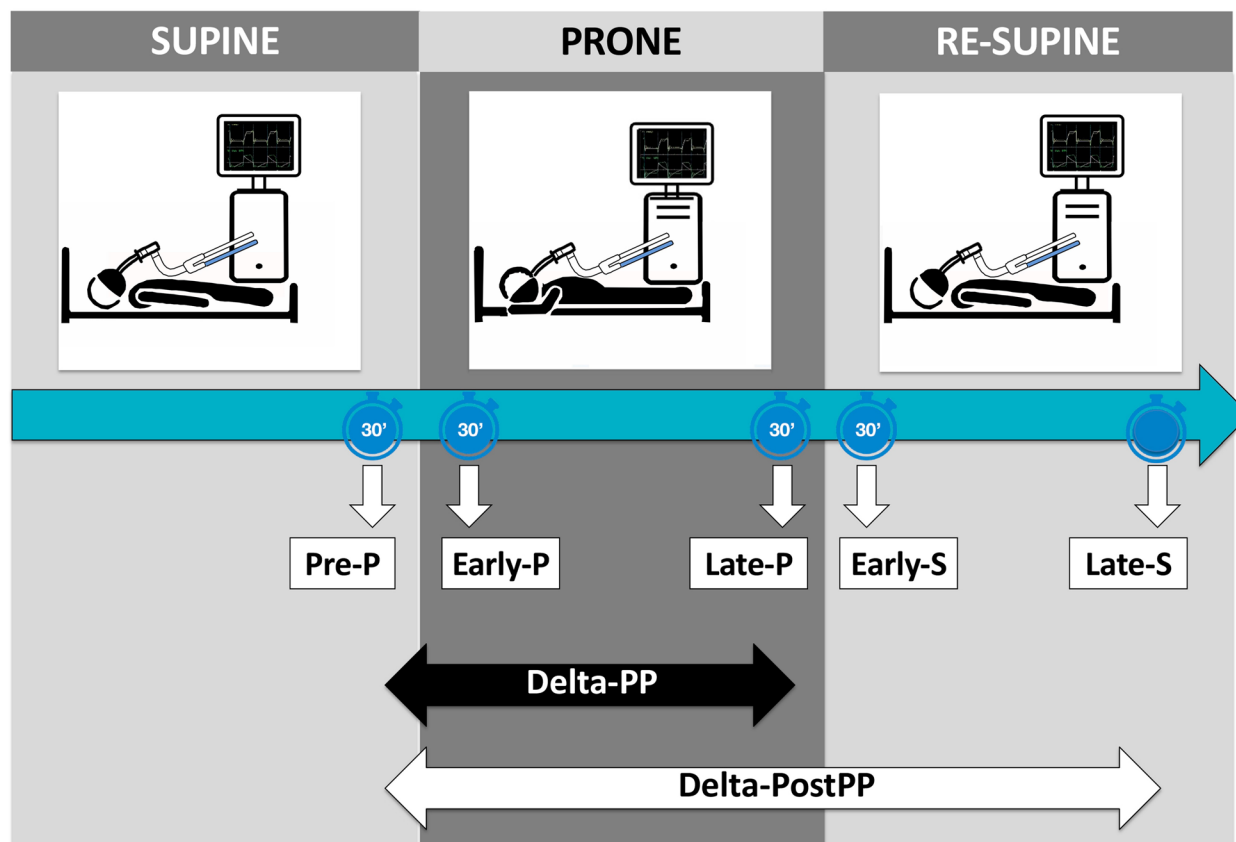 SUPINE
PRONE
RE-SUPINE
30'
30'
30'
30'
Pre-P
Early-P
Late-P
Early-S
Late-S
Delta-PP
Delta-PostPP